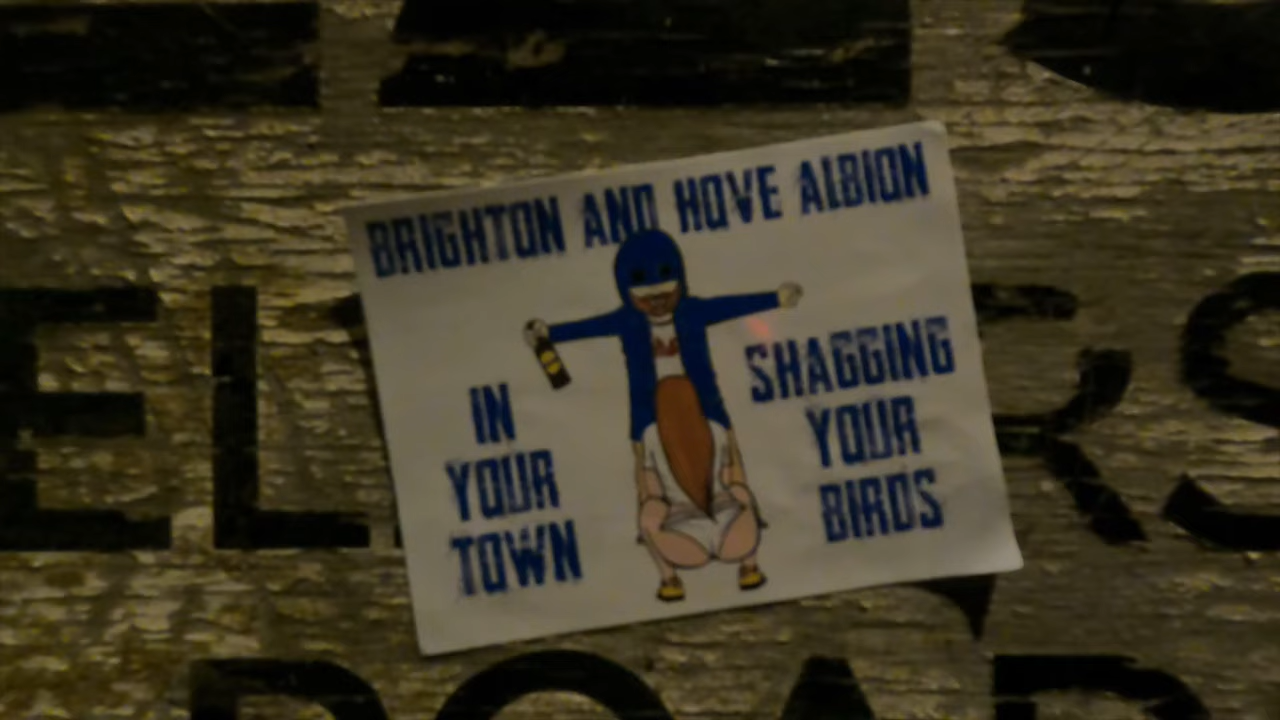 BRIGHTON AND HOVE ALBION
IN
YOUR
TOWN
SHAGGING
YOUR
BIRDS